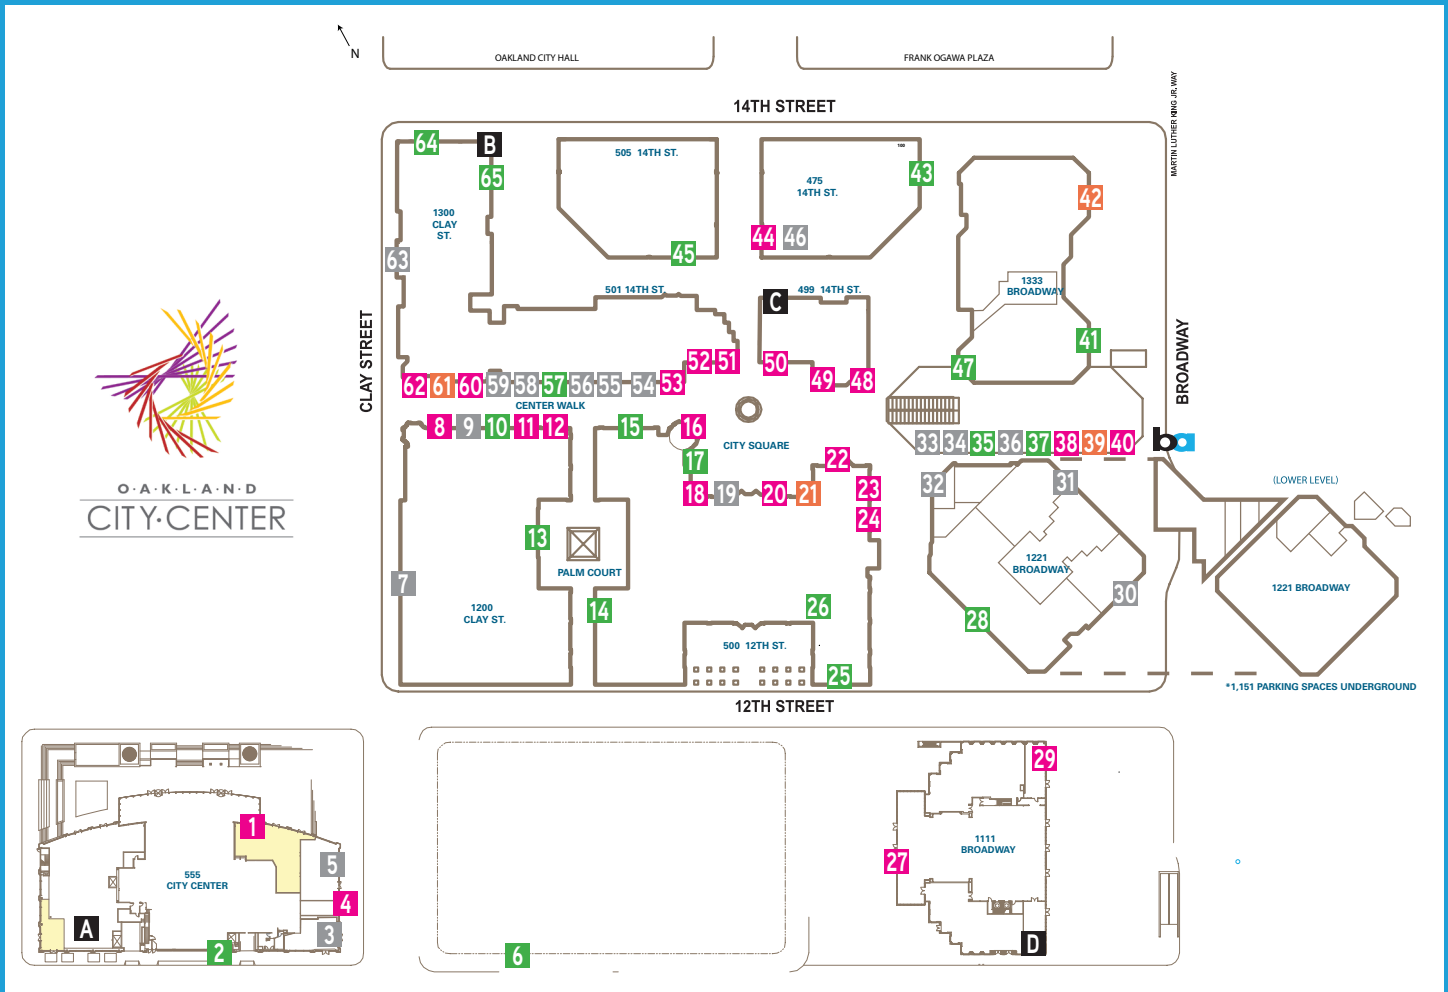 N
OAKLAND CITY HALL
FRANK OGAWA PLAZA
MARTIN LUTHER KING JR, WAY
14TH STREET
64
B
505 14TH ST.
100
65
475
14TH ST.
43
42
1300
CLAY
ST.
44
46
45
63
1333
BROADWAY
501 14TH ST.
499 14TH ST.
C
CLAY STREET
BROADWAY
41
47
52
51
50
49
48
62
61
60
59
58
57
56
55
54
53
CENTER WALK
8
9
10
11
12
15
16
CITY SQUARE
33
34
35
36
37
38
39
40
ba
17
22
18
19
20
21
23
24
32
31
(LOWER LEVEL)
O·A·K·L·A·N·D
CITY·CENTER
13
PALM COURT
7
1221
BROADWAY
1221 BROADWAY
30
14
26
28
1200
CLAY ST.
500 12TH ST.
25
*1,151 PARKING SPACES UNDERGROUND
12TH STREET
29
1
5
555
CITY CENTER
4
A
3
2
6
1111
BROADWAY
27
D